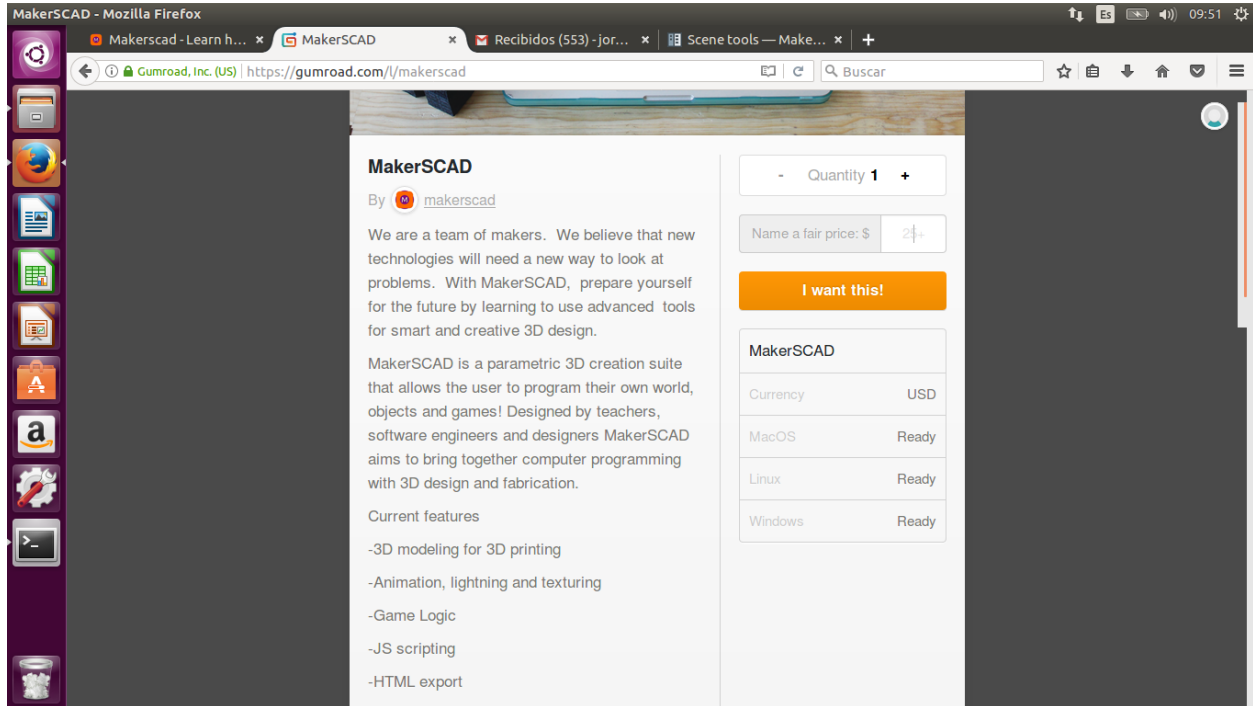 MakerSCAD - Mozilla Firefox
Es
09:51
Makerscad - Learn h... ×
MakerSCAD ×
Recibidos (553) - jor... ×
Scene tools — Make... ×
+
Gumroad, Inc. (US)
https://gumroad.com/l/makerscad
Buscar
MakerSCAD
By makerscad
We are a team of makers. We believe that new
technologies will need a new way to look at
problems. With MakerSCAD, prepare yourself
for the future by learning to use advanced tools
for smart and creative 3D design.
MakerSCAD is a parametric 3D creation suite
that allows the user to program their own world,
objects and games! Designed by teachers,
software engineers and designers MakerSCAD
aims to bring together computer programming
with 3D design and fabrication.
Current features
-3D modeling for 3D printing
-Animation, lightning and texturing
-Game Logic
-JS scripting
-HTML export
- Quantity 1 +
Name a fair price: $
I want this!
MakerSCAD
Currency USD
MacOS Ready
Linux Ready
Windows Ready